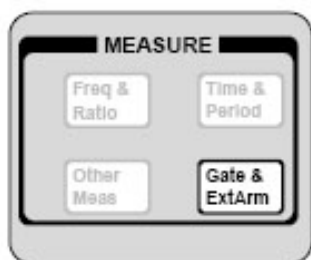 MEASURE
Freq &
Ratio
Time &
Period
Other
Meas
Gate &
ExtArm